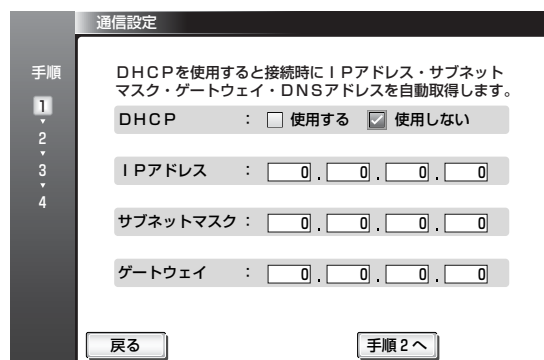 通信設定
手順
1
2
3
4
DHCPを使用すると接続時にIPアドレス・サブネット
マスク・ゲートウェイ・DNSアドレスを自動取得します。
DHCP : 使用する 使用しない
IPアドレス : 0 . 0 . 0 . 0
サブネットマスク : 0 . 0 . 0 . 0
ゲートウェイ : 0 . 0 . 0 . 0
戻る 手順2へ